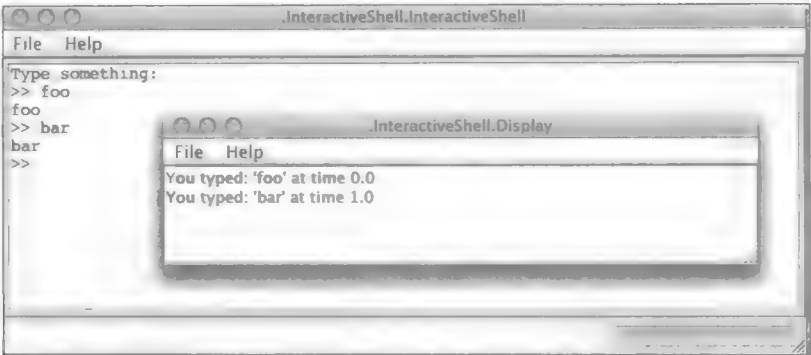 .InteractiveShell.InteractiveShell
File Help
Type something:
>> foo
foo
>> bar
bar
>>
.InteractiveShell.Display
File Help
You typed: 'foo' at time 0.0
You typed: 'bar' at time 1.0